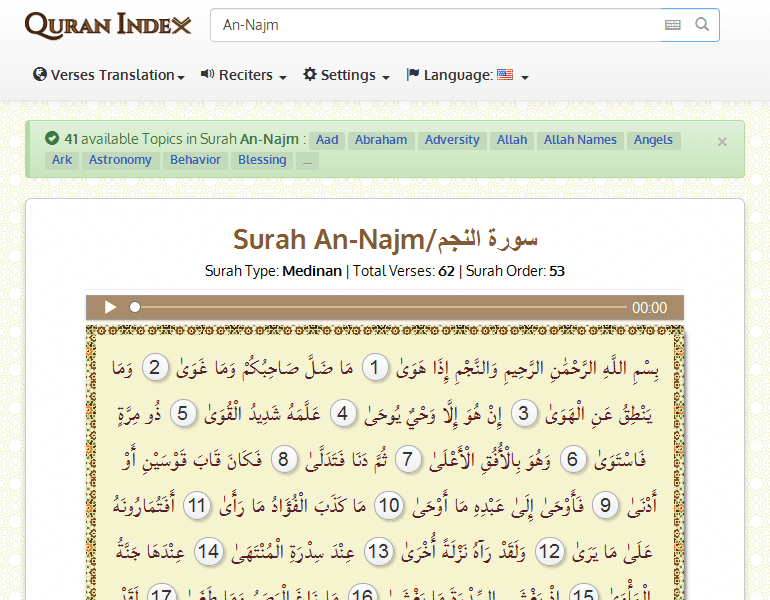 QURAN INDEX
An-Najm
Verses Translation Reciters Settings Language:
41 available Topics in Surah An-Najm : Aad Abraham Adversity Allah Allah Names Angels ×
Ark Astronomy Behavior Blessing ...
Surah An-Najm/سورة النجم
Surah Type: Medinan | Total Verses: 62 | Surah Order: 53
00:00
بِسْمِ اللَّهِ الرَّحْمَٰنِ الرَّحِيمِ وَالنَّجْمِ إِذَا هَوَىٰ 1 مَا ضَلَّ صَاحِبُكُمْ وَمَا غَوَىٰ 2 وَمَا
يَنْطِقُ عَنِ الْهَوَىٰ 3 إِنْ هُوَ إِلَّا وَحْيٌ يُوحَىٰ 4 عَلَّمَهُ شَدِيدُ الْقُوَىٰ 5 ذُو مِرَّةٍ
فَاسْتَوَىٰ 6 وَهُوَ بِالْأُفُقِ الْأَعْلَىٰ 7 ثُمَّ دَنَا فَتَدَلَّىٰ 8 فَكَانَ قَابَ قَوْسَيْنِ أَوْ
أَدْنَىٰ 9 فَأَوْحَىٰ إِلَىٰ عَبْدِهِ مَا أَوْحَىٰ 10 مَا كَذَبَ الْفُؤَادُ مَا رَأَىٰ 11 أَفَتُمَارُونَهُ
عَلَىٰ مَا يَرَىٰ 12 وَلَقَدْ رَآهُ نَزْلَةً أُخْرَىٰ 13 عِنْدَ سِدْرَةِ الْمُنْتَهَىٰ 14 عِنْدَهَا جَنَّةُ
الْمَأْوَىٰ 15 إِذْ يَغْشَى السِّدْرَةَ مَا يَغْشَىٰ 16 مَا زَاغَ الْبَصَرُ وَمَا طَغَىٰ 17 لَقَدْ